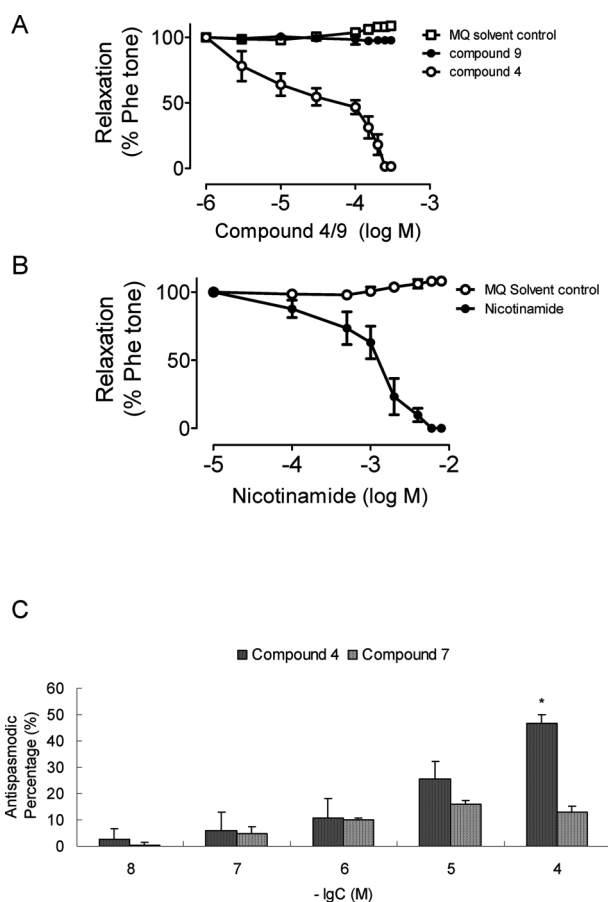 A
MQ solvent control
compound 9
compound 4
Relaxation
(% Phe tone)
100
50
0
-6 -5 -4 -3
Compound 4/9 (log M)
B
MQ Solvent control
Nicotinamide
Relaxation
(% Phe tone)
100
50
0
-5 -4 -3 -2
Nicotinamide (log M)
C
Compound 4 Compound 7
Antispasmodic
Percentage (%)
60
50
40
30
20
10
0
*
8 7 6 5 4
- lgC (M)